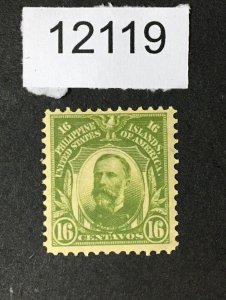 12119
16 16
PHILIPPINE ISLANDS
UNITED STATES OF AMERICA
16 CENTAVOS 16